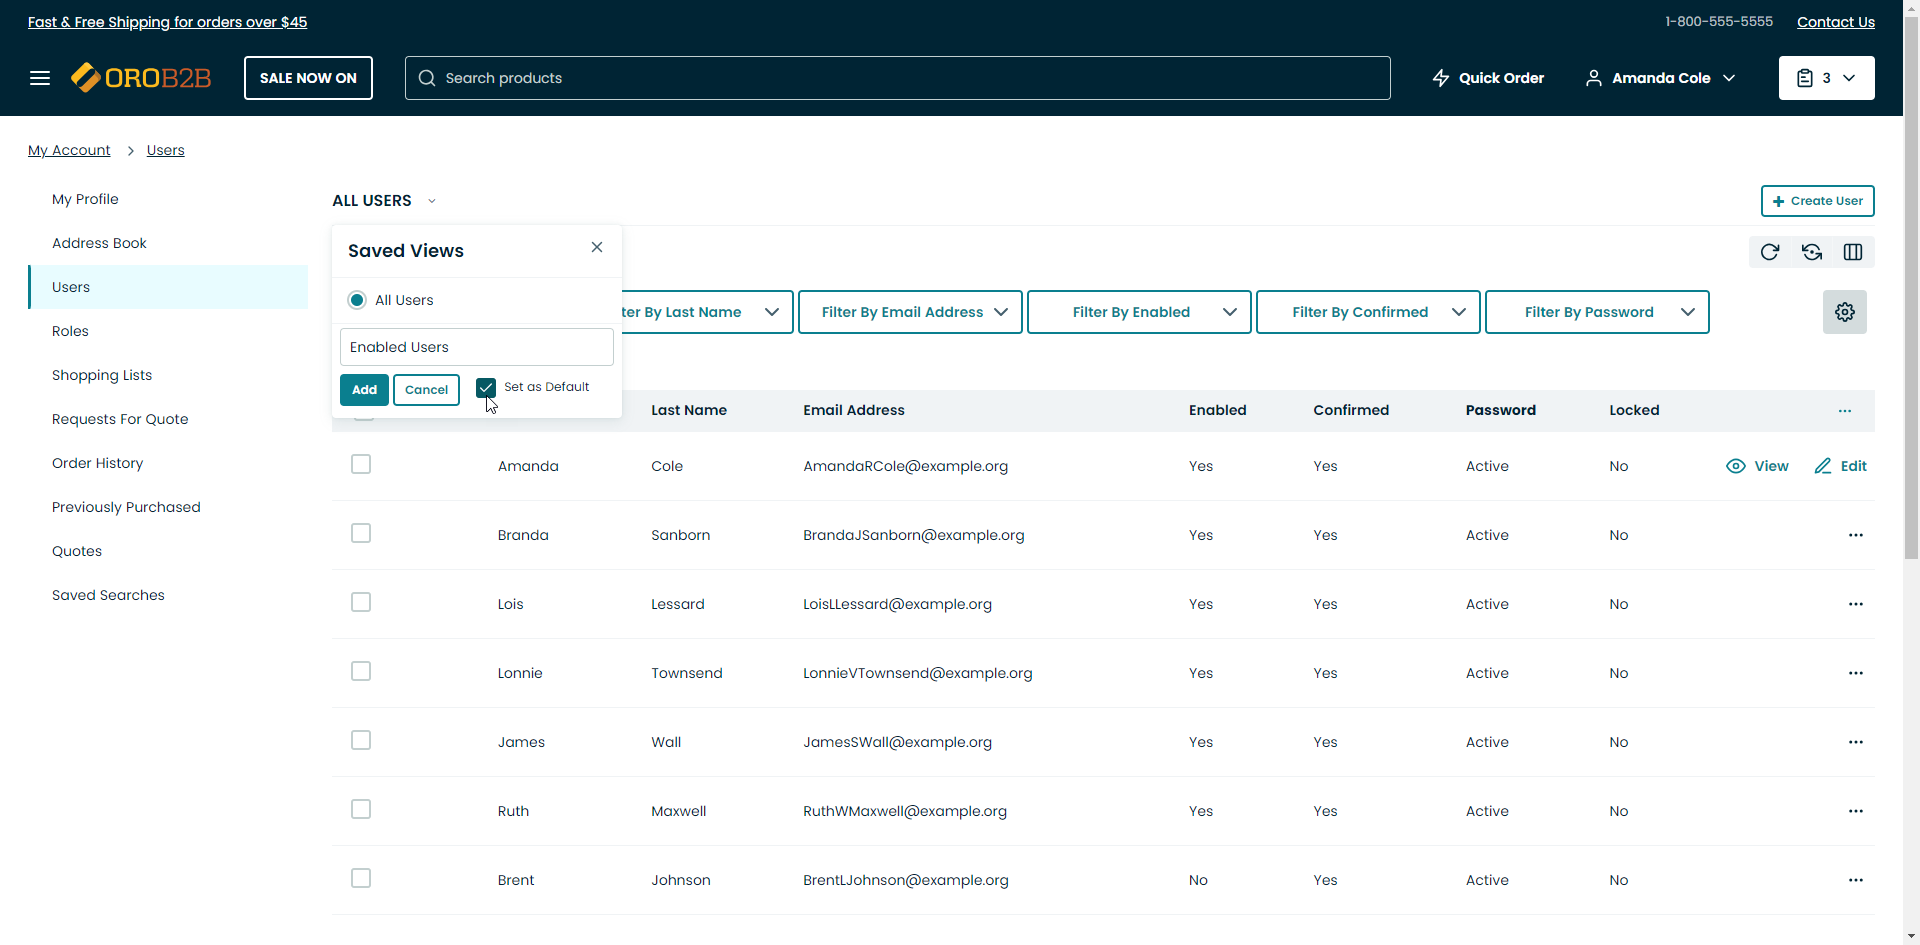 Fast & Free Shipping for orders over $45
1-800-555-5555 Contact Us
OROB2B SALE NOW ON Search products Quick Order Amanda Cole 3
My Account > Users
My Profile
Address Book
Users
Roles
Shopping Lists
Requests For Quote
Order History
Previously Purchased
Quotes
Saved Searches
ALL USERS
+ Create User
Saved Views
All Users
Enabled Users
Add Cancel Set as Default
ter By Last Name Filter By Email Address Filter By Enabled Filter By Confirmed Filter By Password
Last Name Email Address Enabled Confirmed Password Locked ...
Amanda Cole AmandaRCole@example.org Yes Yes Active No View Edit
Branda Sanborn BrandaJSanborn@example.org Yes Yes Active No ...
Lois Lessard LoisLLessard@example.org Yes Yes Active No ...
Lonnie Townsend LonnieVTownsend@example.org Yes Yes Active No ...
James Wall JamesSWall@example.org Yes Yes Active No ...
Ruth Maxwell RuthWMaxwell@example.org Yes Yes Active No ...
Brent Johnson BrentLJohnson@example.org No Yes Active No ...